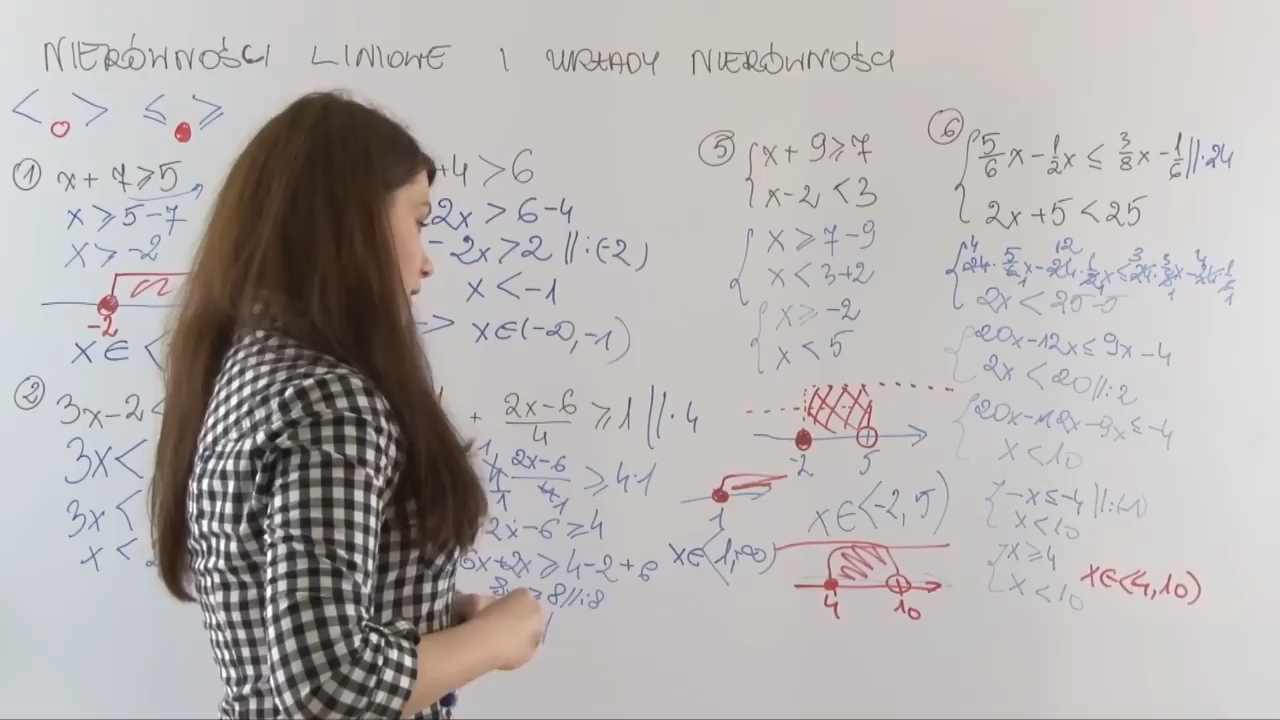 NIERÓWNOŚCI LINIOWE I UKŁADY NIERÓWNOŚCI
< > ≤ ≥
① x + 7 ≥ 5
x ≥ 5 - 7
x ≥ -2
-2
x ∈ <
② 3x - 2 <
3x <
3x <
x <
+4 > 6
2x > 6 - 4
- 2x > 2 //:(-2)
x < -1
x ∈ (-∞, -1)
+ 2x-6/4 ≥ 1 //·4
2x-6/4 ≥ 4·1
2x - 6 ≥ 4
6x + 2x ≥ 4 - 2 + 6
8x ≥ 8 //:8
1
x ∈ <1, ∞)
⑤ { x + 9 ≥ 7
x - 2 < 3
{ x ≥ 7 - 9
x < 3 + 2
{ x ≥ -2
x < 5
-2 5
x ∈ <-2, 5)
⑥ { 5/6 x - 1/2 x ≤ 3/8 x - 1/6 //·24
2x + 5 < 25
{ 24 · 5/6 x - 24 · 1/2 x ≤ 24 · 3/8 x - 24 · 1/6
2x < 25 - 5
{ 20x - 12x ≤ 9x - 4
2x < 20 //:2
{ 20x - 12x - 9x ≤ -4
x < 10
{ -x ≤ -4 //:(-1)
x < 10
{ x ≥ 4
x < 10
x ∈ <4, 10)
4 10